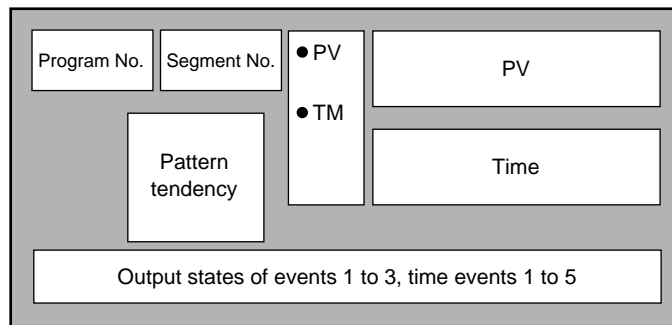 Program No.
Segment No.
● PV
● TM
PV
Time
Pattern
tendency
Output states of events 1 to 3, time events 1 to 5